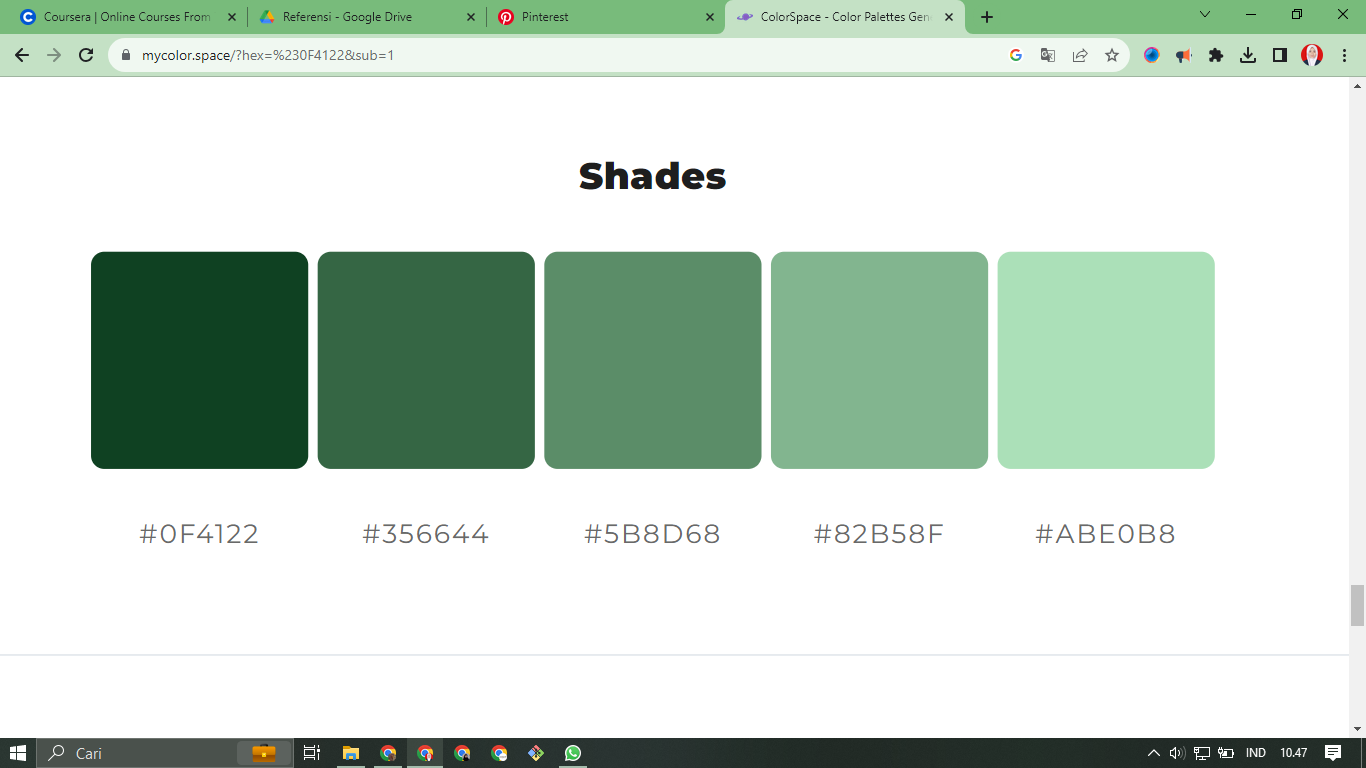 Coursera | Online Courses From
Referensi - Google Drive
Pinterest
ColorSpace - Color Palettes Gen
mycolor.space/?hex=%230F4122&sub=1
Shades
#0F4122
#356644
#5B8D68
#82B58F
#ABE0B8
Cari
IND
10.47